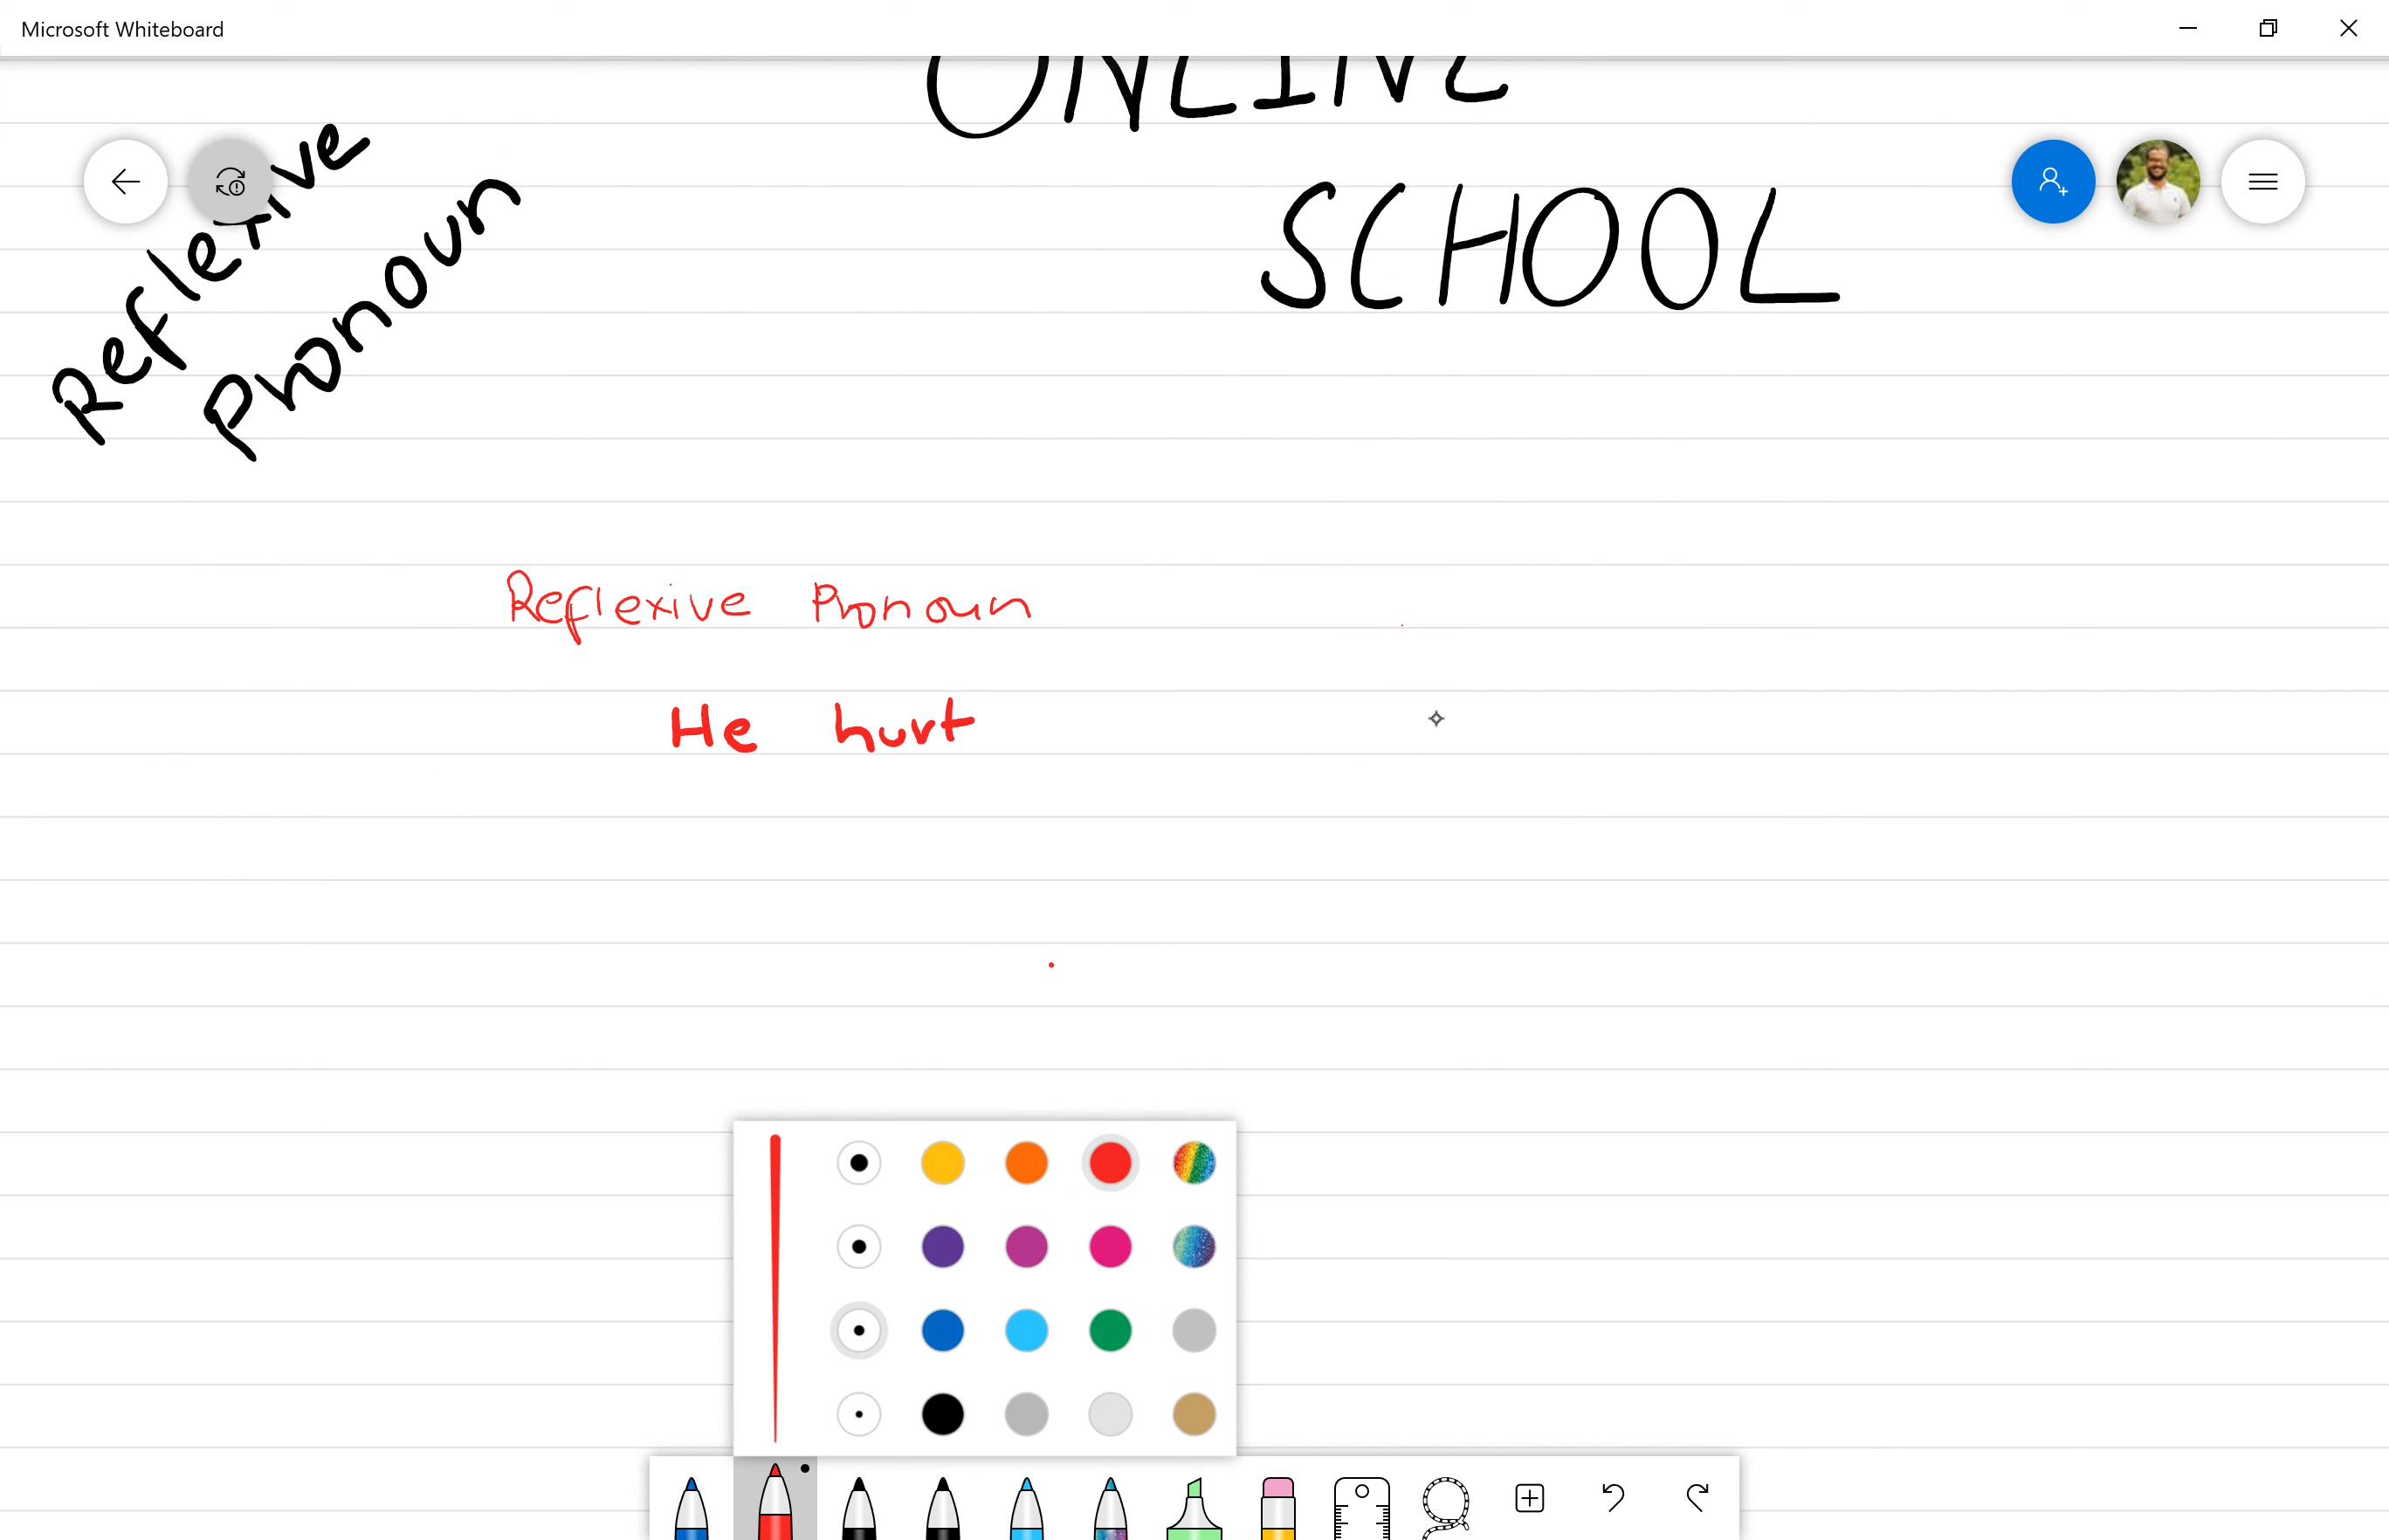 Microsoft Whiteboard
ONLINE
SCHOOL
Reflexive
Pronoun
Reflexive Pronoun
He hurt